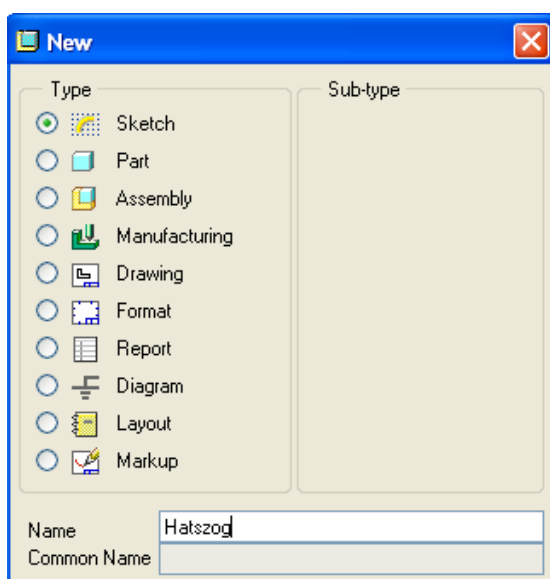 New
Type
Sub-type
Sketch
Part
Assembly
Manufacturing
Drawing
Format
Report
Diagram
Layout
Markup
Name Hatszog
Common Name